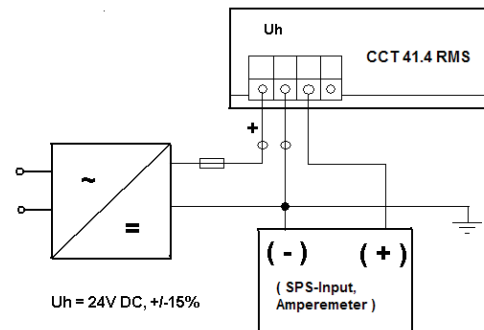 Uh
CCT 41.4 RMS
+
~
=
(-) (+)
( SPS-Input,
Amperemeter )
Uh = 24V DC, +/-15%